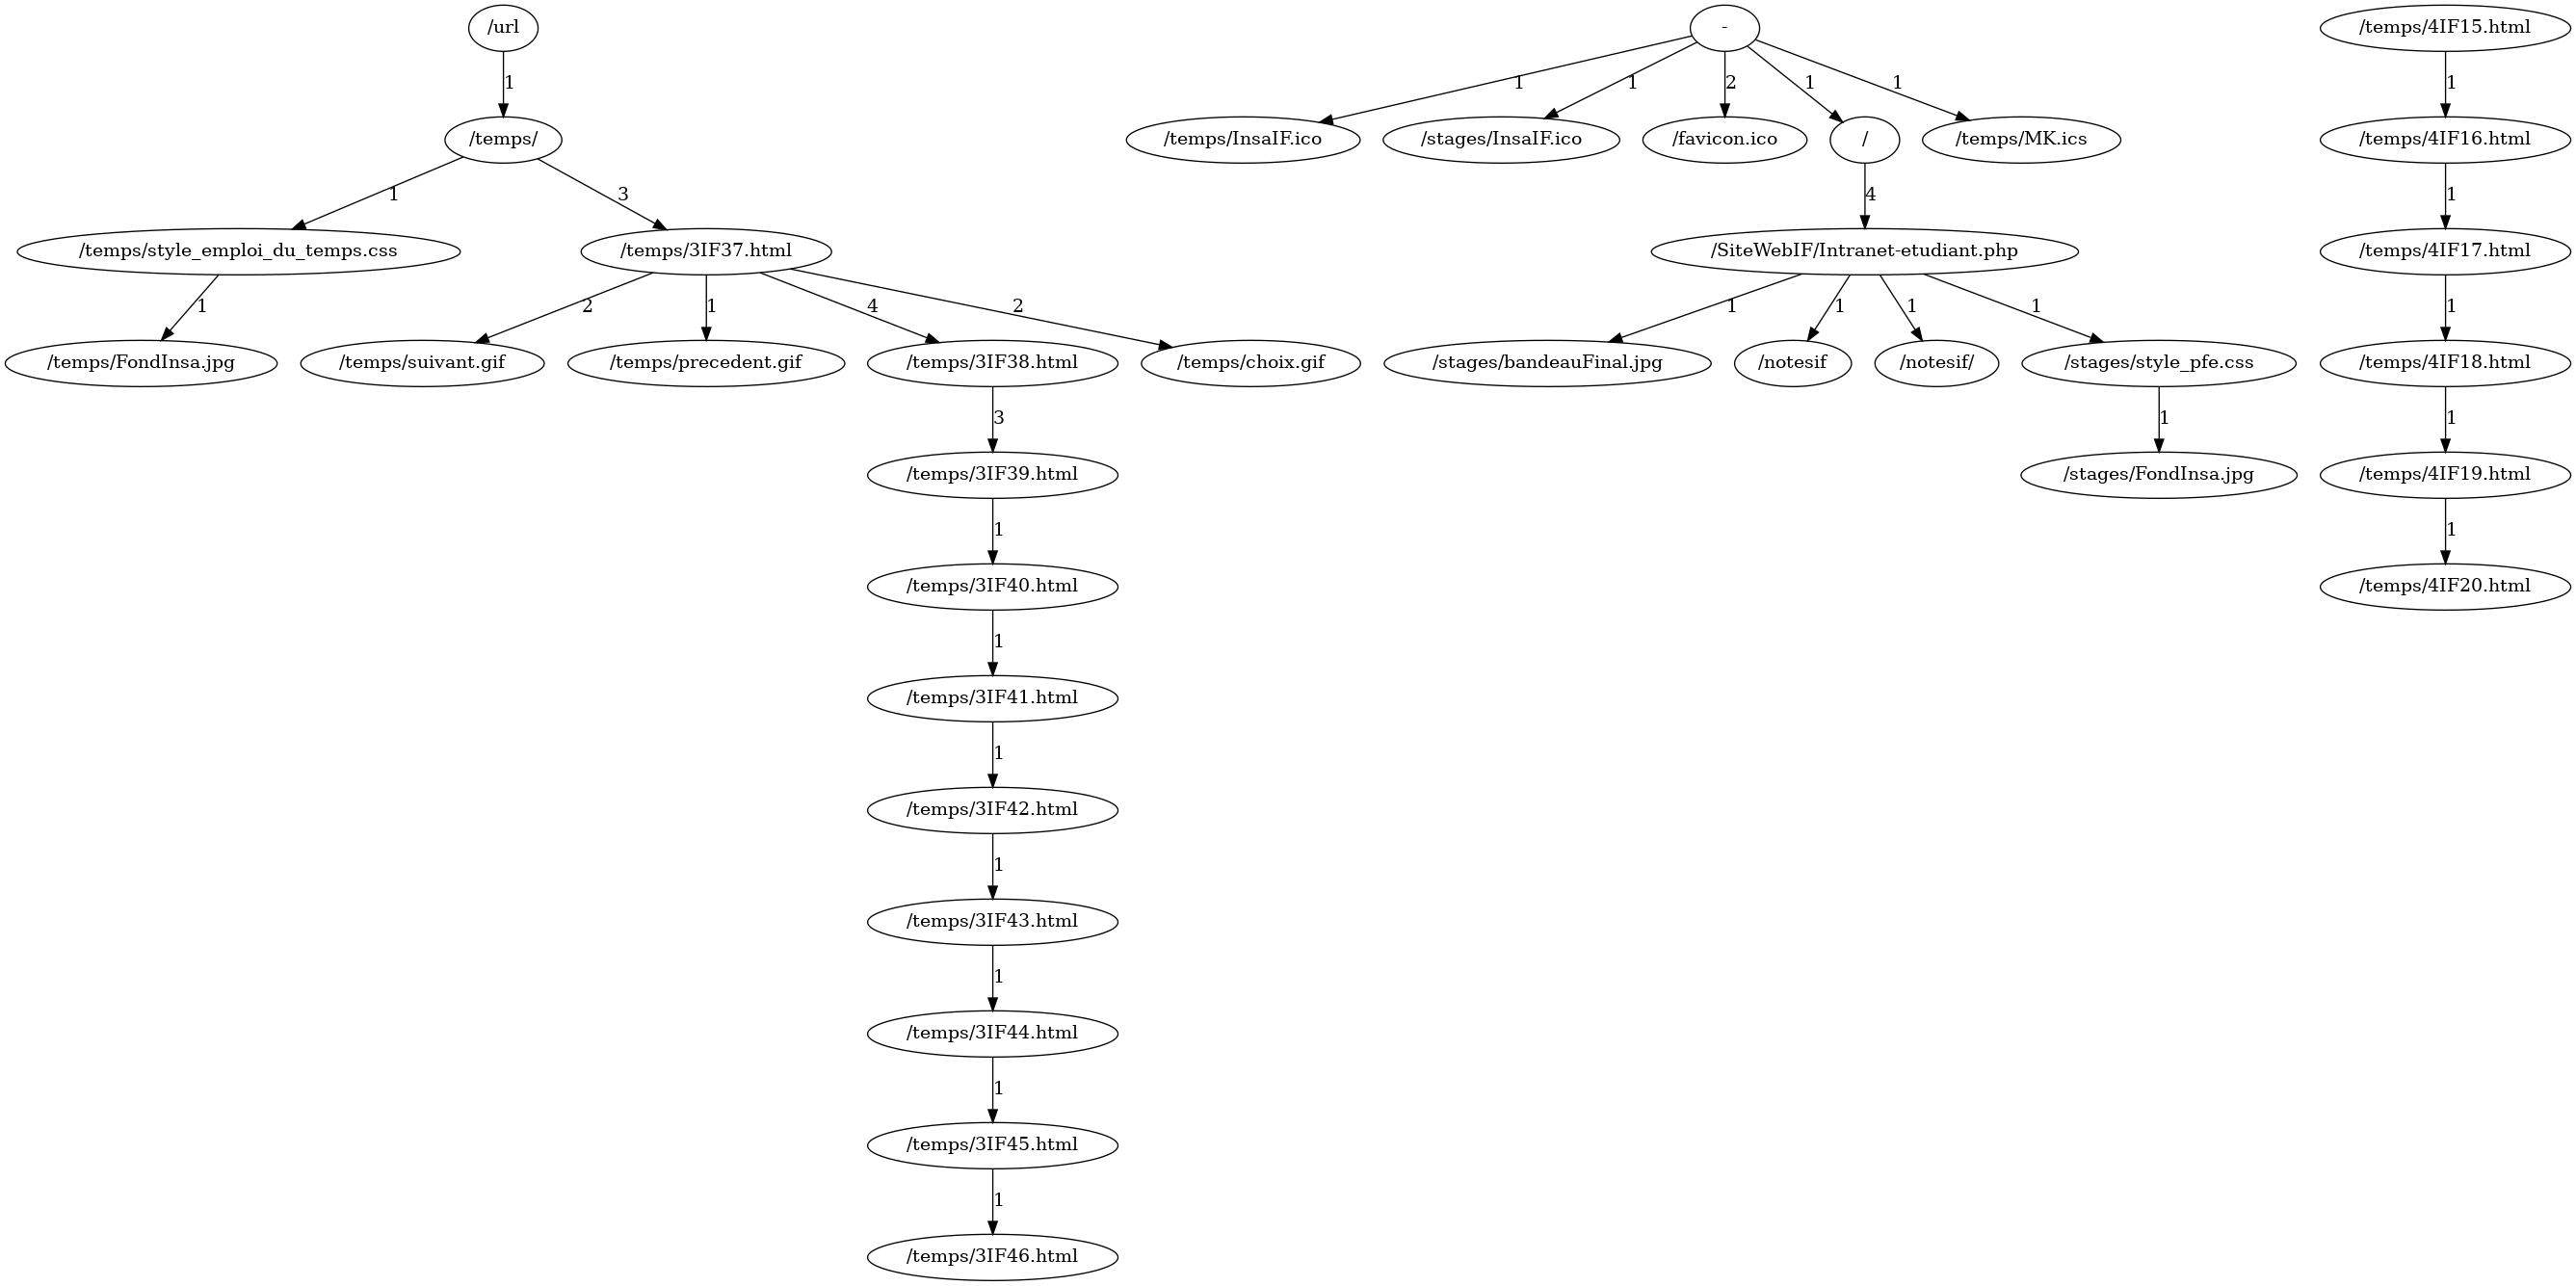 /url
-
/temps/4IF15.html
1
1
1
2
1
1
1
/temps/
/temps/InsaIF.ico
/stages/InsaIF.ico
/favicon.ico
/
/temps/MK.ics
/temps/4IF16.html
1
3
4
1
/temps/style_emploi_du_temps.css
/temps/3IF37.html
/SiteWebIF/Intranet-etudiant.php
/temps/4IF17.html
1
2
1
4
2
1
1
1
1
1
/temps/FondInsa.jpg
/temps/suivant.gif
/temps/precedent.gif
/temps/3IF38.html
/temps/choix.gif
/stages/bandeauFinal.jpg
/notesif
/notesif/
/stages/style_pfe.css
/temps/4IF18.html
3
1
1
/temps/3IF39.html
/stages/FondInsa.jpg
/temps/4IF19.html
1
1
/temps/3IF40.html
/temps/4IF20.html
1
/temps/3IF41.html
1
/temps/3IF42.html
1
/temps/3IF43.html
1
/temps/3IF44.html
1
/temps/3IF45.html
1
/temps/3IF46.html